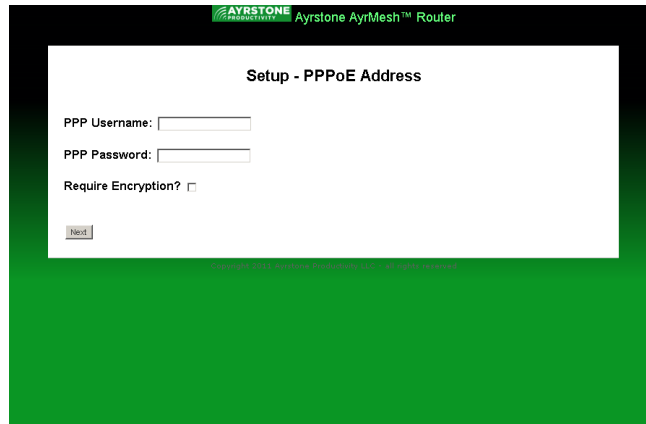 AYRSTONE
PRODUCTIVITY
Ayrstone AyrMesh™ Router
Setup - PPPoE Address
PPP Username:
PPP Password:
Require Encryption?
Next